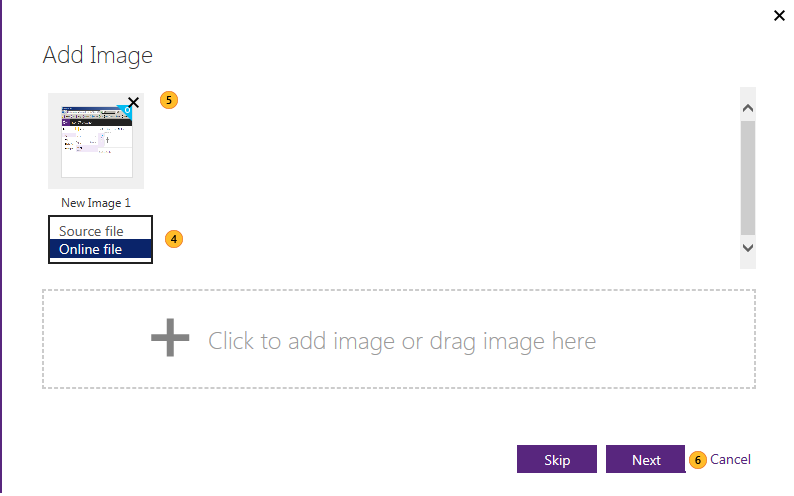 Add Image
5
New Image 1
Source file
Online file
4
Click to add image or drag image here
Skip
Next
6
Cancel